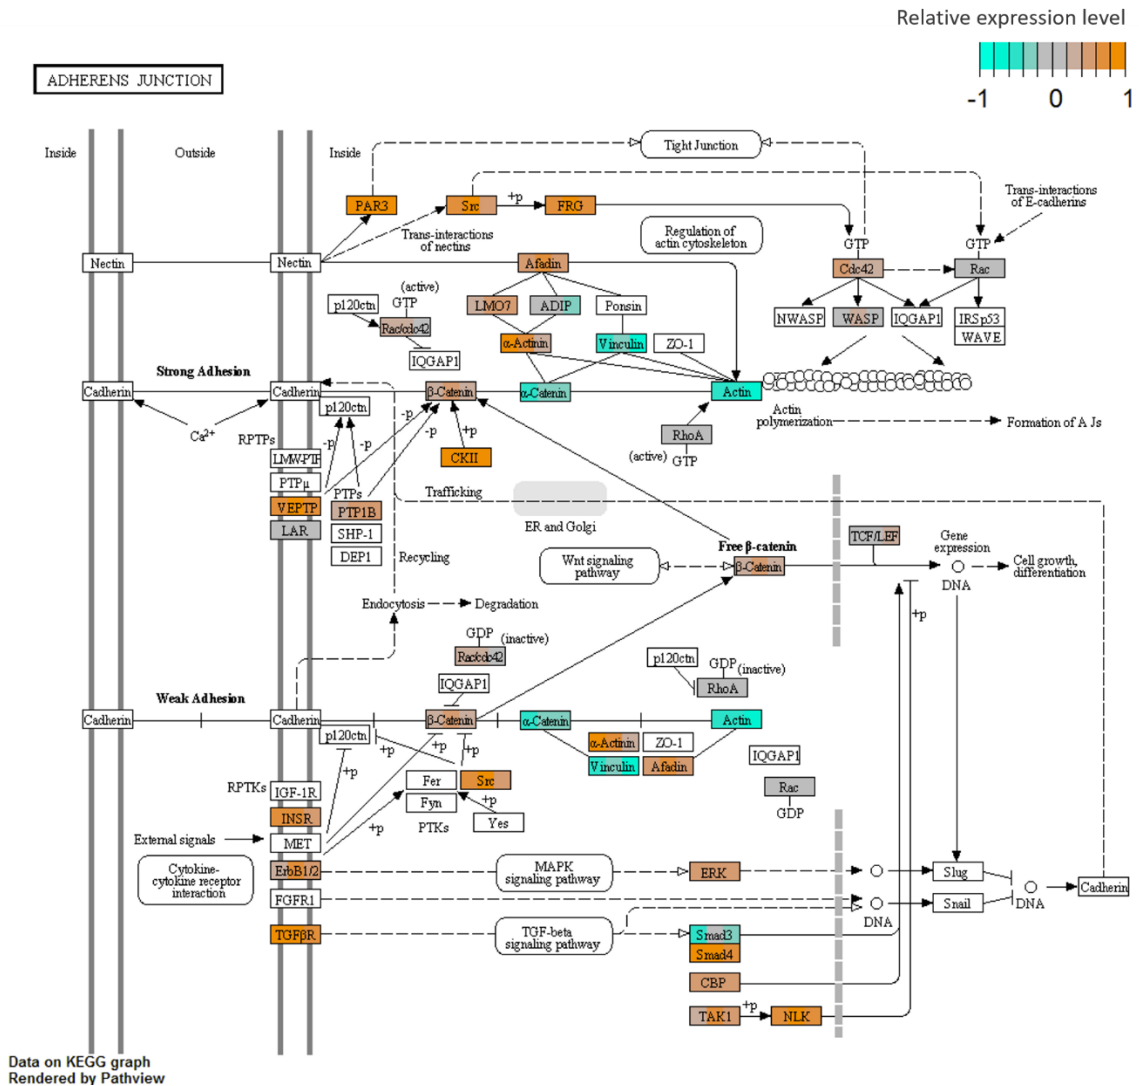 Relative expression level
-1 0 1
ADHERENS JUNCTION
Inside
Outside
Inside
Tight Junction
PAR3
Src
+p
FRG
Trans-interactions
of nectins
Trans-interactions
of E-cadherins
Regulation of
actin cytoskeleton
GTP
GTP
Nectin
Nectin
Afadin
Cdc42
Rac
p120ctn
(active)
GTP
Rac/cdc42
IQGAP1
LMO7
ADIP
Ponsin
α-Actinin
Vinculin
ZO-1
NWASP
WASP
IQGAP1
IRSp53
WAVE
Strong Adhesion
Cadherin
Cadherin
β-Catenin
α-Catenin
Actin
p120ctn
Ca2+
Actin
polymerization
Formation of A Js
RPTPs
-p
-p
-p
-p
+p
RhoA
(active)
GTP
LMW-PTF
PTPμ
VEPTP
LAR
PTPs
PTP1B
SHP-1
DEP1
CKII
Trafficking
ER and Golgi
Recycling
Free β-catenin
Wnt signaling
pathway
β-Catenin
TCF/LEF
Gene
expression
DNA
Cell growth,
differentiation
+p
Endocytosis
Degradation
GDP
(inactive)
Rac/cdc42
IQGAP1
p120ctn
GDP
(inactive)
RhoA
Weak Adhesion
Cadherin
Cadherin
β-Catenin
α-Catenin
Actin
p120ctn
+p
+p
+p
+p
α-Actinin
ZO-1
Vinculin
Afadin
IQGAP1
Rac
GDP
RPTKs
IGF-1R
INSR
MET
ErbB1/2
FGFR1
TGFβR
Fer
Src
Fyn
+p
PTKs
Yes
+p
External signals
Cytokine-
cytokine receptor
interaction
MAPK
signaling pathway
ERK
Slug
DNA
Snail
DNA
Cadherin
TGF-beta
signaling pathway
Smad3
Smad4
CBP
TAK1
+p
NLK
Data on KEGG graph
Rendered by Pathview